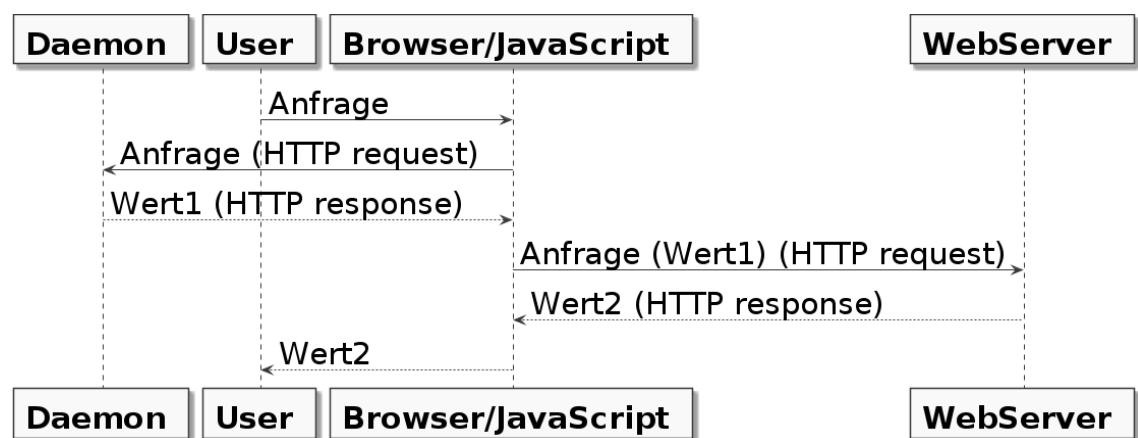 Daemon
User
Browser/JavaScript
WebServer
Anfrage
Anfrage (HTTP request)
Wert1 (HTTP response)
Anfrage (Wert1) (HTTP request)
Wert2 (HTTP response)
Wert2
Daemon
User
Browser/JavaScript
WebServer